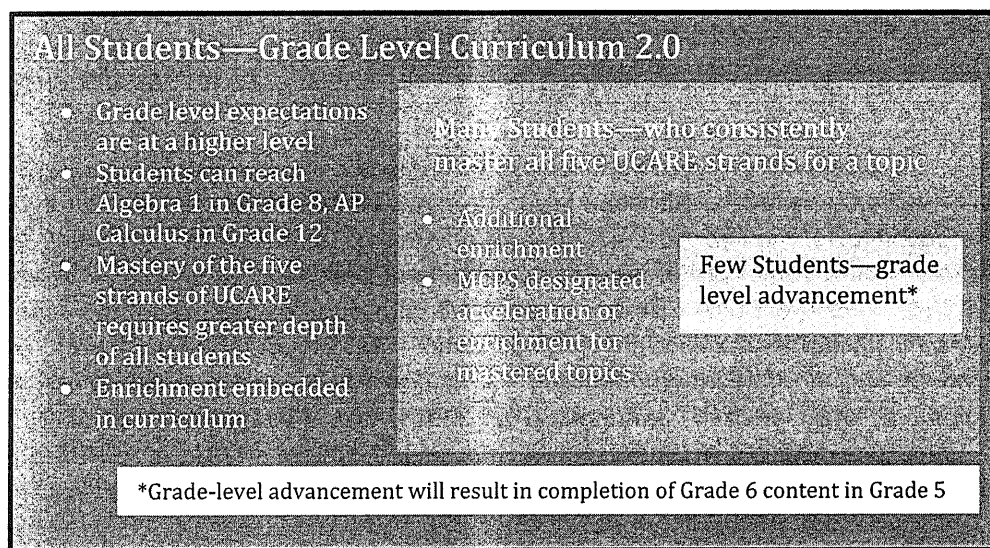 All Students—Grade Level Curriculum 2.0
• Grade level expectations
are at a higher level
• Students can reach
Algebra 1 in Grade 8, AP
Calculus in Grade 12
• Mastery of the five
strands of UCARE
requires greater depth
of all students
• Enrichment embedded
in curriculum
Many Students—who consistently
master all five UCARE strands for a topic
• Additional
enrichment
• MCPS designated
acceleration or
enrichment for
mastered topics
Few Students—grade
level advancement*
*Grade-level advancement will result in completion of Grade 6 content in Grade 5